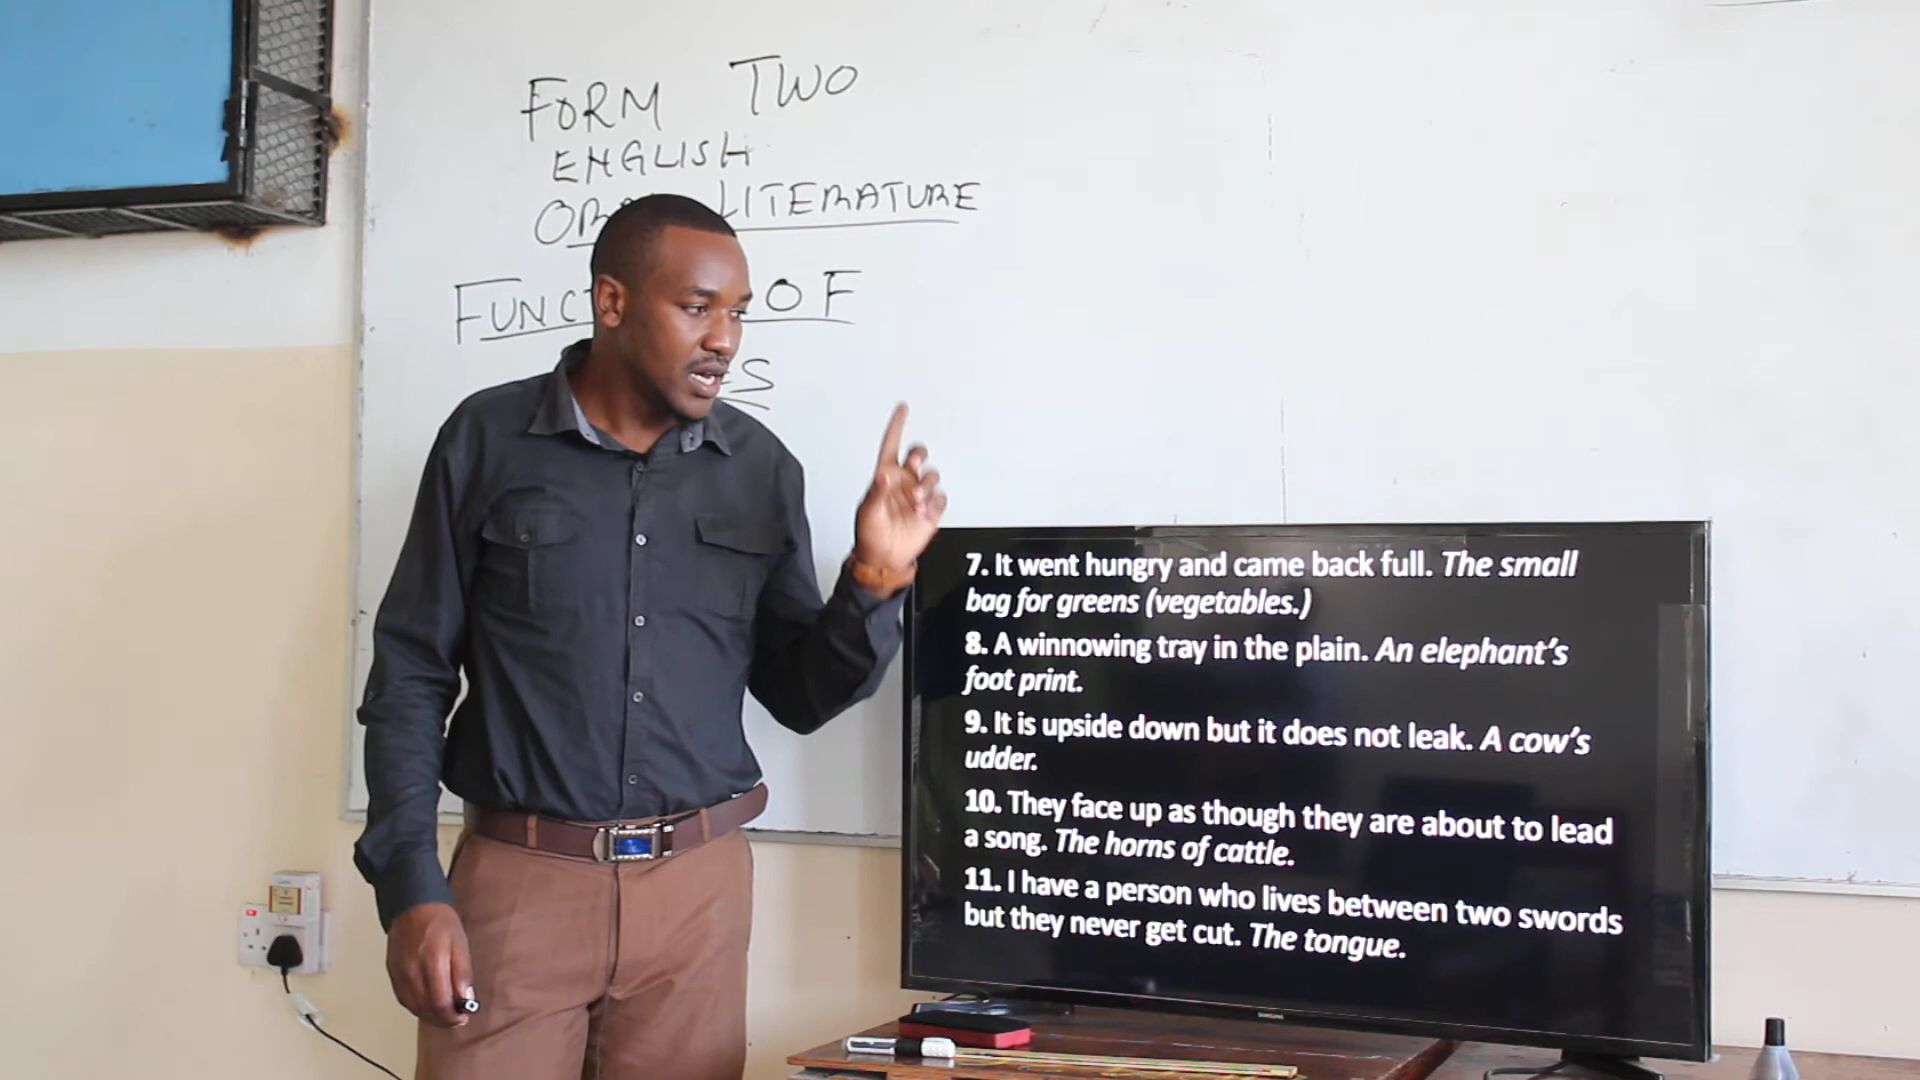 FORM TWO
ENGLISH
LITERATURE
OF
7. It went hungry and came back full. The small
bag for greens (vegetables.)
8. A winnowing tray in the plain. An elephant's
foot print.
9. It is upside down but it does not leak. A cow's
udder.
10. They face up as though they are about to lead
a song. The horns of cattle.
11. I have a person who lives between two swords
but they never get cut. The tongue.
SAMSUNG